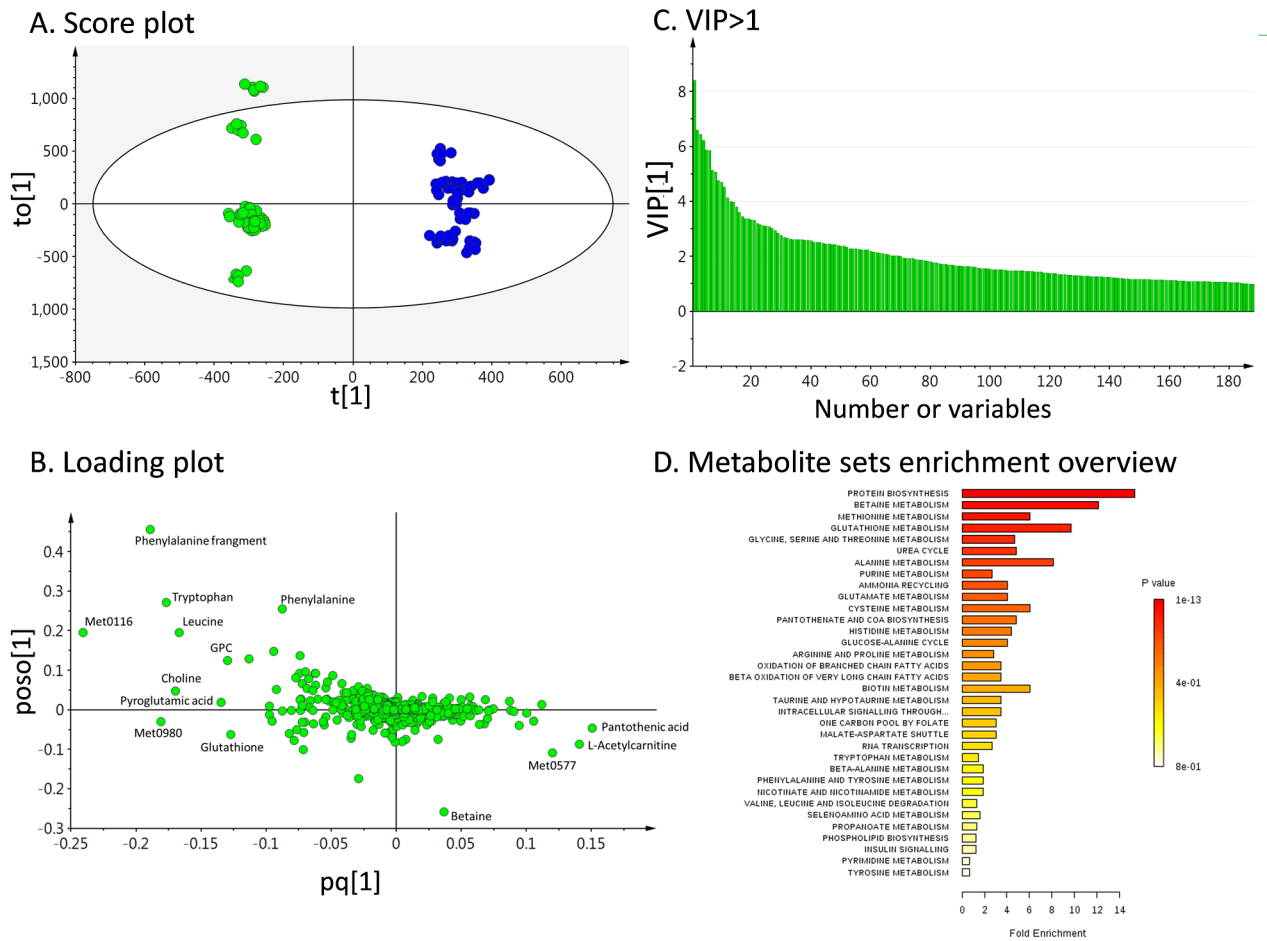 A. Score plot
to[1]
1,000
500
0
-500
-1,000
-1,500
-800
-600
-400
-200
0
200
400
600
t[1]
C. VIP>1
VIP[1]
8
6
4
2
0
-2
20
40
60
80
100
120
140
160
180
Number or variables
B. Loading plot
poso[1]
0.4
0.3
0.2
0.1
0
-0.1
-0.2
-0.3
Phenylalanine frangment
Tryptophan
Phenylalanine
Met0116
Leucine
GPC
Choline
Pyroglutamic acid
Met0980
Glutathione
Pantothenic acid
L-Acetylcarnitine
Met0577
Betaine
-0.25
-0.2
-0.15
-0.1
-0.05
0
0.05
0.1
0.15
pq[1]
D. Metabolite sets enrichment overview
PROTEIN BIOSYNTHESIS
BETAINE METABOLISM
METHIONINE METABOLISM
GLUTATHIONE METABOLISM
GLYCINE, SERINE AND THREONINE METABOLISM
UREA CYCLE
ALANINE METABOLISM
PURINE METABOLISM
AMMONIA RECYCLING
GLUTAMATE METABOLISM
CYSTEINE METABOLISM
PANTOTHENATE AND COA BIOSYNTHESIS
HISTIDINE METABOLISM
GLUCOSE-ALANINE CYCLE
ARGININE AND PROLINE METABOLISM
OXIDATION OF BRANCHED CHAIN FATTY ACIDS
BETA OXIDATION OF VERY LONG CHAIN FATTY ACIDS
BIOTIN METABOLISM
TAURINE AND HYPOTAURINE METABOLISM
INTRACELLULAR SIGNALLING THROUGH...
ONE CARBON POOL BY FOLATE
MALATE-ASPARTATE SHUTTLE
RNA TRANSCRIPTION
TRYPTOPHAN METABOLISM
BETA-ALANINE METABOLISM
PHENYLALANINE AND TYROSINE METABOLISM
NICOTINATE AND NICOTINAMIDE METABOLISM
VALINE, LEUCINE AND ISOLEUCINE DEGRADATION
SELENOAMINO ACID METABOLISM
PROPANOATE METABOLISM
PHOSPHOLIPID BIOSYNTHESIS
INSULIN SIGNALLING
PYRIMIDINE METABOLISM
TYROSINE METABOLISM
0
2
4
6
8
10
12
14
Fold Enrichment
P value
1e-13
4e-01
8e-01